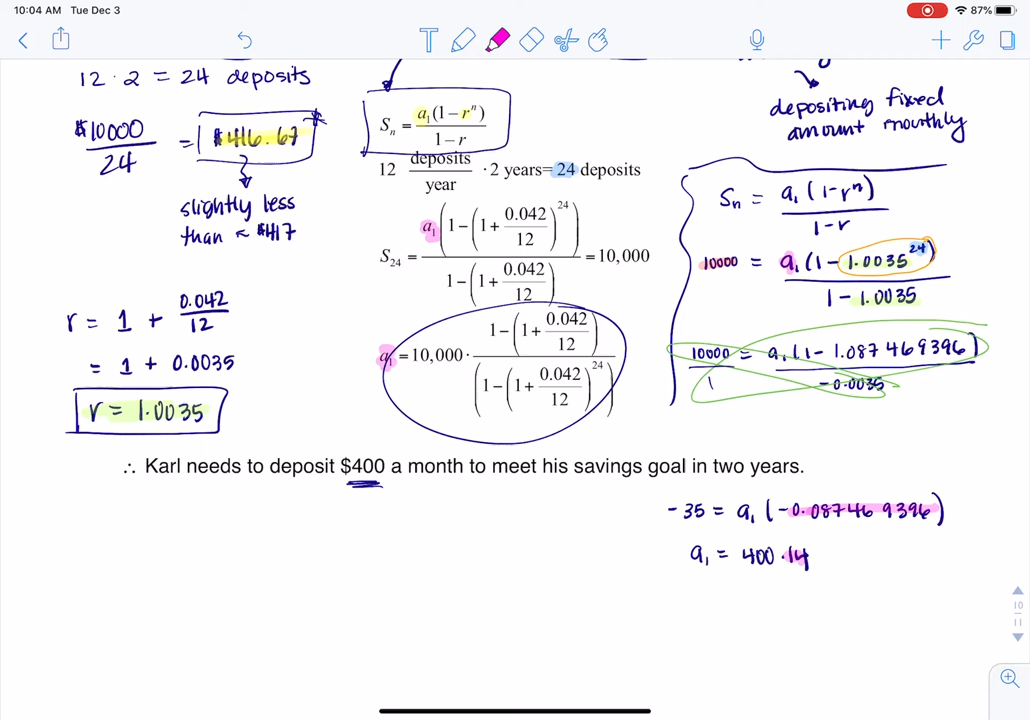 10:04 AM Tue Dec 3
87%
12 · 2 = 24 deposits
$10000 / 24 = $416.67 *
slightly less
than ≈ $417
r = 1 + 0.042/12
= 1 + 0.0035
r = 1.0035
Sₙ = a₁(1−rⁿ) / 1−r
12 deposits/year · 2 years= 24 deposits
S₂₄ = a₁(1−(1+0.042/12)²⁴) / 1−(1+0.042/12) =10,000
a₁ =10,000· 1−(1+0.042/12) / (1−(1+0.042/12)²⁴)
depositing fixed
amount monthly
Sₙ = a₁(1−rⁿ) / 1−r
10000 = a₁(1−1.0035²⁴) / 1−1.0035
10000 / 1 = a₁(1−1.087469396) / −0.0035
∴ Karl needs to deposit $400 a month to meet his savings goal in two years.
−35 = a₁(−0.087469396)
a₁ = 400.14
10
11